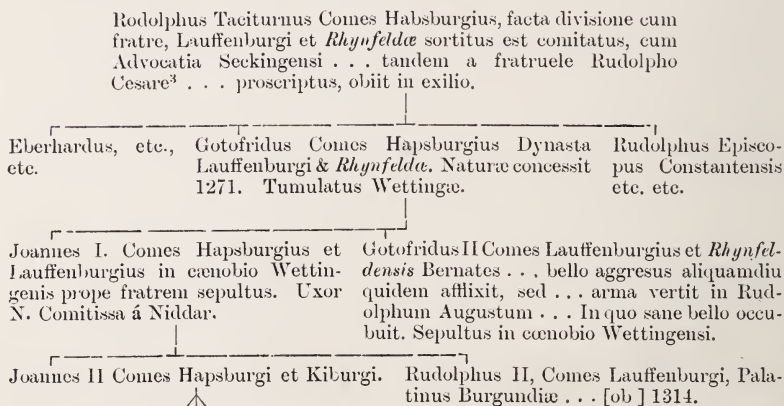 Rodolphus Taciturnus Comes Habsburgius, facta divisione cum
fratre, Lauffenburgi et Rhynfeldæ sortitus est comitatus, cum
Advocatia Seckingensi . . . tandem a fratruele Rudolpho
Cesare³ . . . proscriptus, obiit in exilio.
Eberhardus, etc.,
etc.
Gotofridus Comes Hapsburgius Dynasta
Lauffenburgi & Rhynfeldæ. Naturæ concessit
1271. Tumulatus Wettingæ.
Rudolphus Episco-
pus Constantensis
etc. etc.
Joannes I. Comes Hapsburgius et
Lauffenburgius in cœnobio Wettin-
genis prope fratrem sepultus. Uxor
N. Comitissa á Niddar.
Gotofridus II Comes Lauffenburgius et Rhynfel-
densis Bernates . . . bello aggresus aliquamdiu
quidem afflixit, sed . . . arma vertit in Rud-
olphum Augustum . . . In quo sane bello occu-
buit. Sepultus in cœnobio Wettingensi.
Joannes II Comes Hapsburgi et Kiburgi.
Rudolphus II, Comes Lauffenburgi, Pala-
tinus Burgundiæ . . . [ob ] 1314.